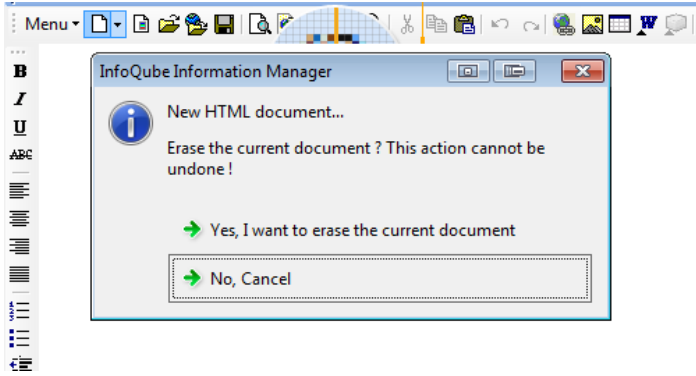 Menu
B
I
U
ABC
InfoQube Information Manager
New HTML document...
Erase the current document ? This action cannot be
undone !
Yes, I want to erase the current document
No, Cancel